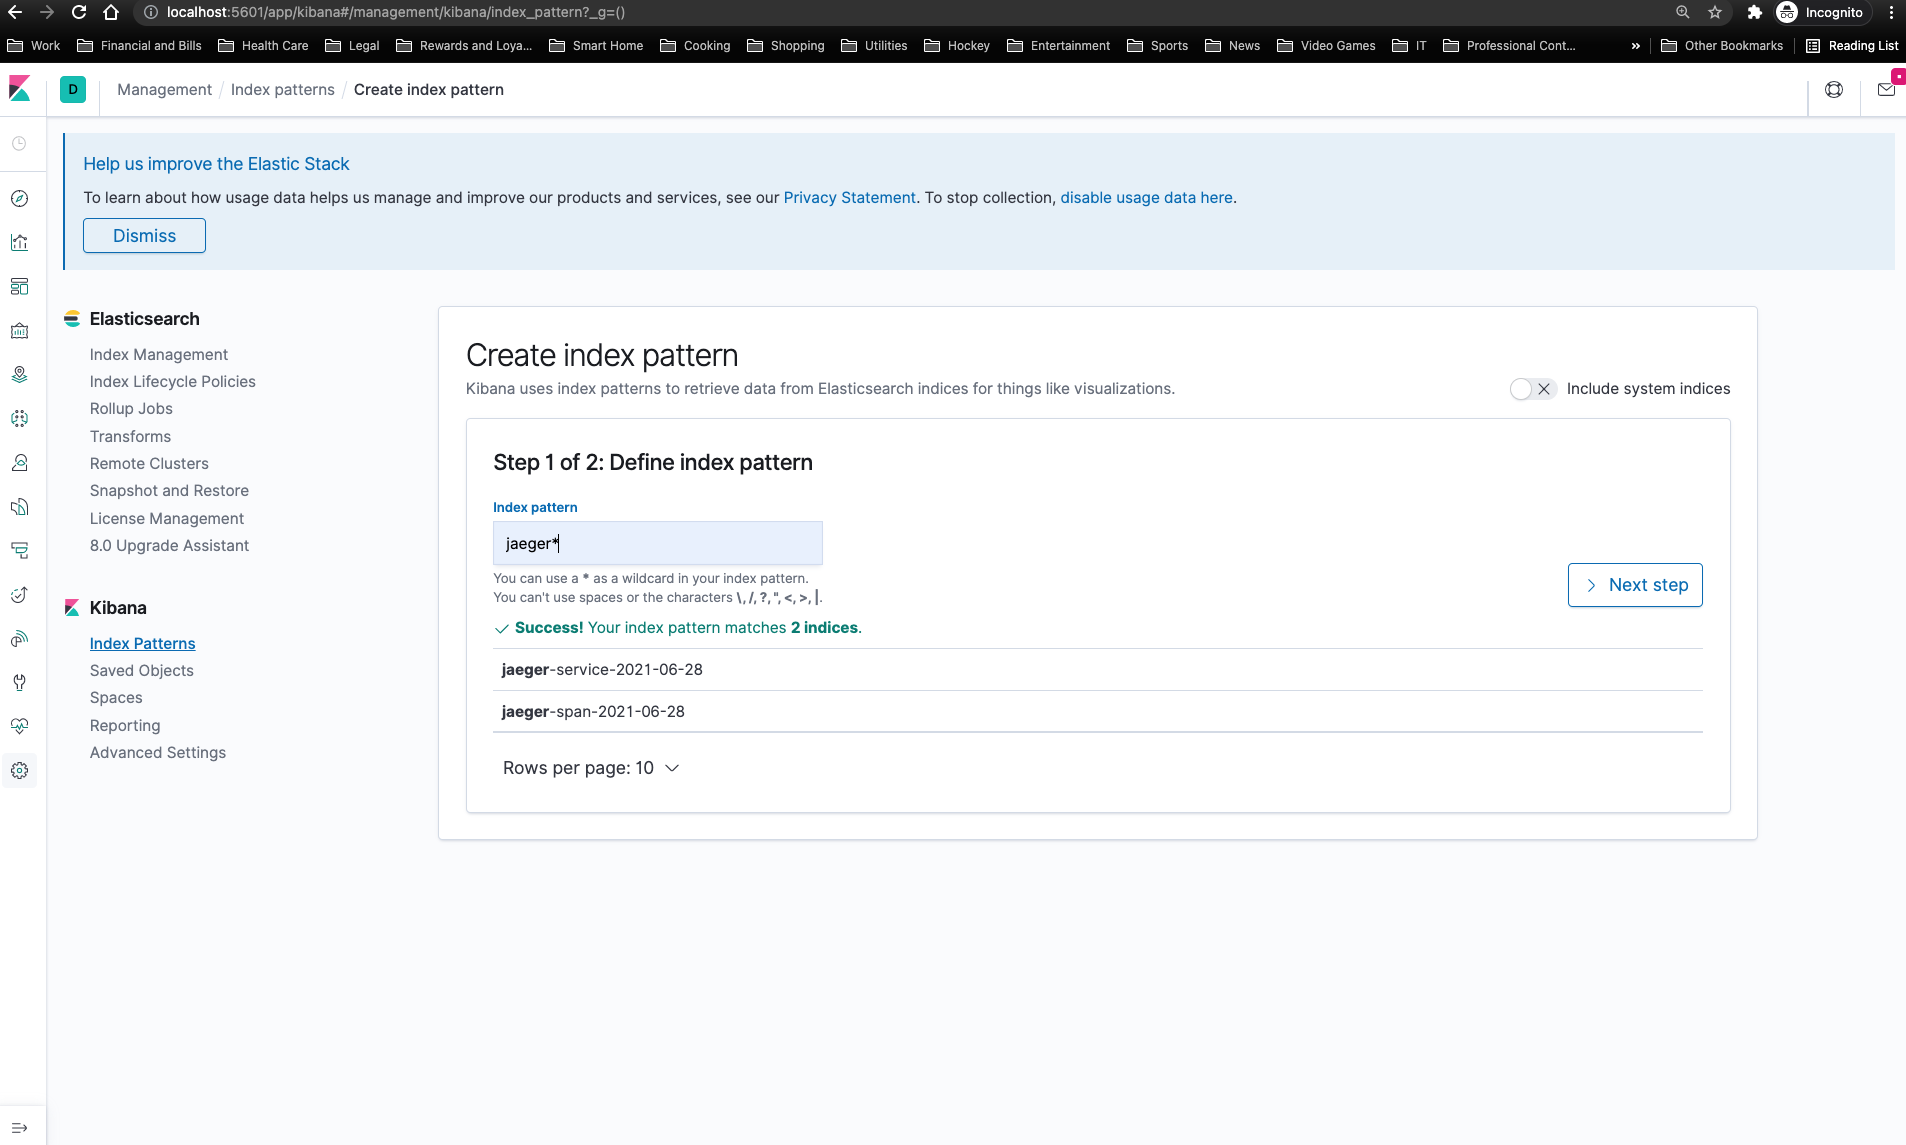 localhost:5601/app/kibana#/management/kibana/index_pattern?_g=()
Incognito
Work
Financial and Bills
Health Care
Legal
Rewards and Loya...
Smart Home
Cooking
Shopping
Utilities
Hockey
Entertainment
Sports
News
Video Games
IT
Professional Cont...
»
Other Bookmarks
Reading List
D
Management / Index patterns / Create index pattern
Help us improve the Elastic Stack
To learn about how usage data helps us manage and improve our products and services, see our Privacy Statement. To stop collection, disable usage data here.
Dismiss
Elasticsearch
Index Management
Index Lifecycle Policies
Rollup Jobs
Transforms
Remote Clusters
Snapshot and Restore
License Management
8.0 Upgrade Assistant
Kibana
Index Patterns
Saved Objects
Spaces
Reporting
Advanced Settings
Create index pattern
Kibana uses index patterns to retrieve data from Elasticsearch indices for things like visualizations.
Include system indices
Step 1 of 2: Define index pattern
Index pattern
jaeger*
You can use a * as a wildcard in your index pattern.
You can't use spaces or the characters \, /, ?, ", <, >, |.
Next step
Success! Your index pattern matches 2 indices.
jaeger-service-2021-06-28
jaeger-span-2021-06-28
Rows per page: 10